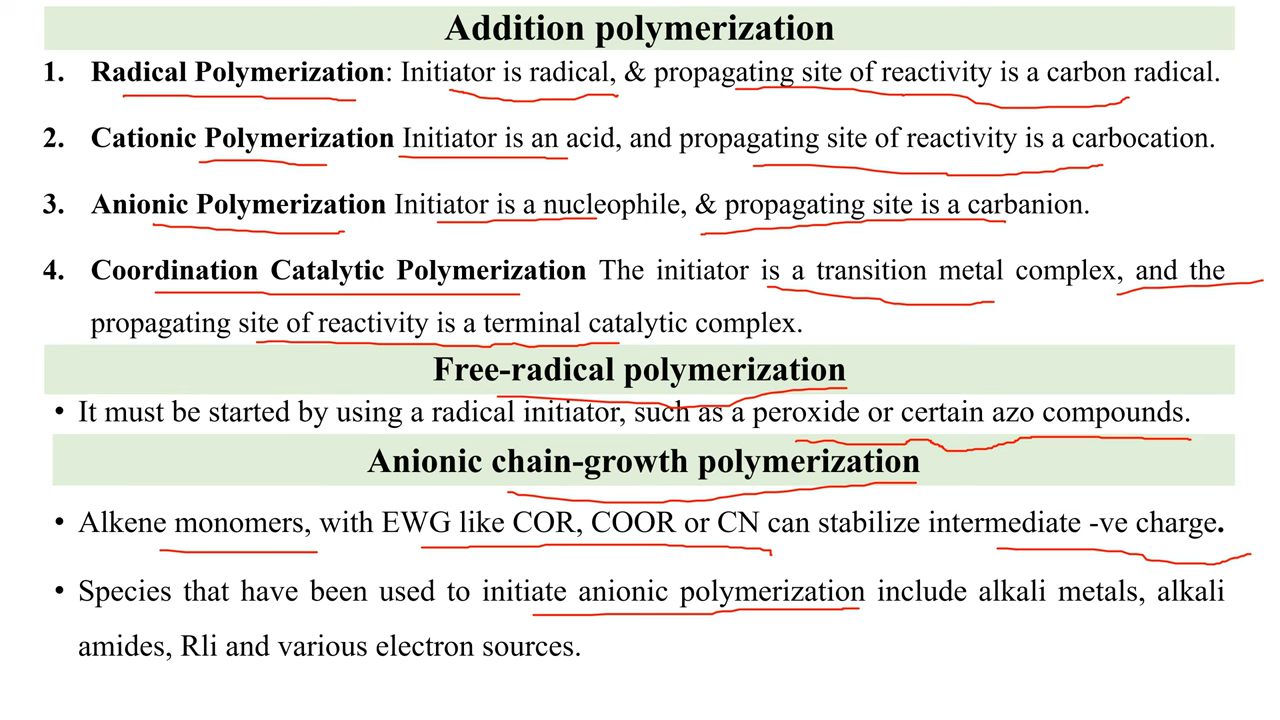 Addition polymerization
1. Radical Polymerization: Initiator is radical, & propagating site of reactivity is a carbon radical.
2. Cationic Polymerization Initiator is an acid, and propagating site of reactivity is a carbocation.
3. Anionic Polymerization Initiator is a nucleophile, & propagating site is a carbanion.
4. Coordination Catalytic Polymerization The initiator is a transition metal complex, and the
propagating site of reactivity is a terminal catalytic complex.
Free-radical polymerization
• It must be started by using a radical initiator, such as a peroxide or certain azo compounds.
Anionic chain-growth polymerization
• Alkene monomers, with EWG like COR, COOR or CN can stabilize intermediate -ve charge.
• Species that have been used to initiate anionic polymerization include alkali metals, alkali
amides, Rli and various electron sources.